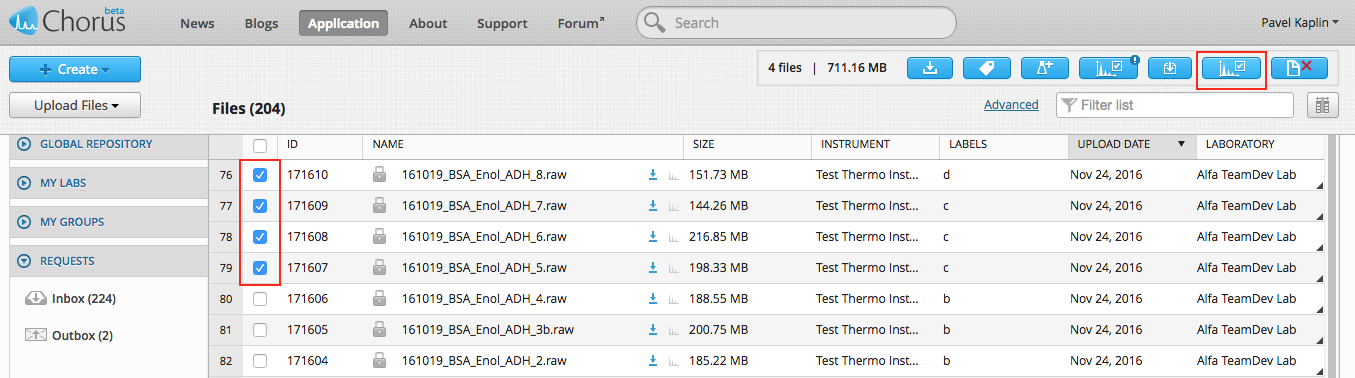 Chorus beta
News Blogs Application About Support Forum Search Pavel Kaplin
Create 4 files | 711.16 MB
Upload Files Files (204) Advanced Filter list
GLOBAL REPOSITORY ID NAME SIZE INSTRUMENT LABELS UPLOAD DATE LABORATORY
76 171610 161019_BSA_Enol_ADH_8.raw 151.73 MB Test Thermo Inst... d Nov 24, 2016 Alfa TeamDev Lab
MY LABS
77 171609 161019_BSA_Enol_ADH_7.raw 144.26 MB Test Thermo Inst... c Nov 24, 2016 Alfa TeamDev Lab
MY GROUPS
78 171608 161019_BSA_Enol_ADH_6.raw 216.85 MB Test Thermo Inst... c Nov 24, 2016 Alfa TeamDev Lab
REQUESTS
79 171607 161019_BSA_Enol_ADH_5.raw 198.33 MB Test Thermo Inst... c Nov 24, 2016 Alfa TeamDev Lab
Inbox (224)
80 171606 161019_BSA_Enol_ADH_4.raw 188.55 MB Test Thermo Inst... b Nov 24, 2016 Alfa TeamDev Lab
Outbox (2)
81 171605 161019_BSA_Enol_ADH_3b.raw 200.75 MB Test Thermo Inst... b Nov 24, 2016 Alfa TeamDev Lab
82 171604 161019_BSA_Enol_ADH_2.raw 185.22 MB Test Thermo Inst... b Nov 24, 2016 Alfa TeamDev Lab